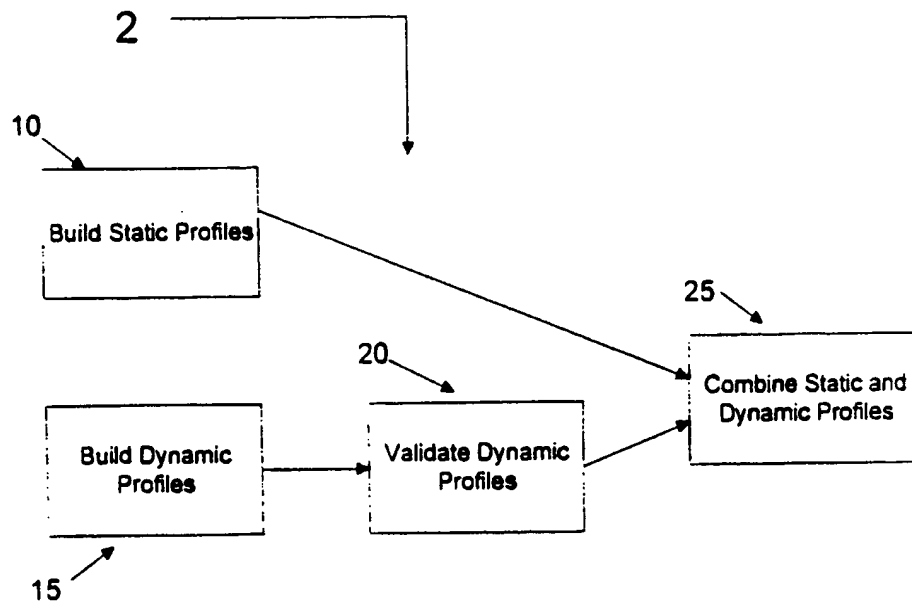 2
10
Build Static Profiles
25
Combine Static and
Dynamic Profiles
20
Build Dynamic
Profiles
Validate Dynamic
Profiles
15